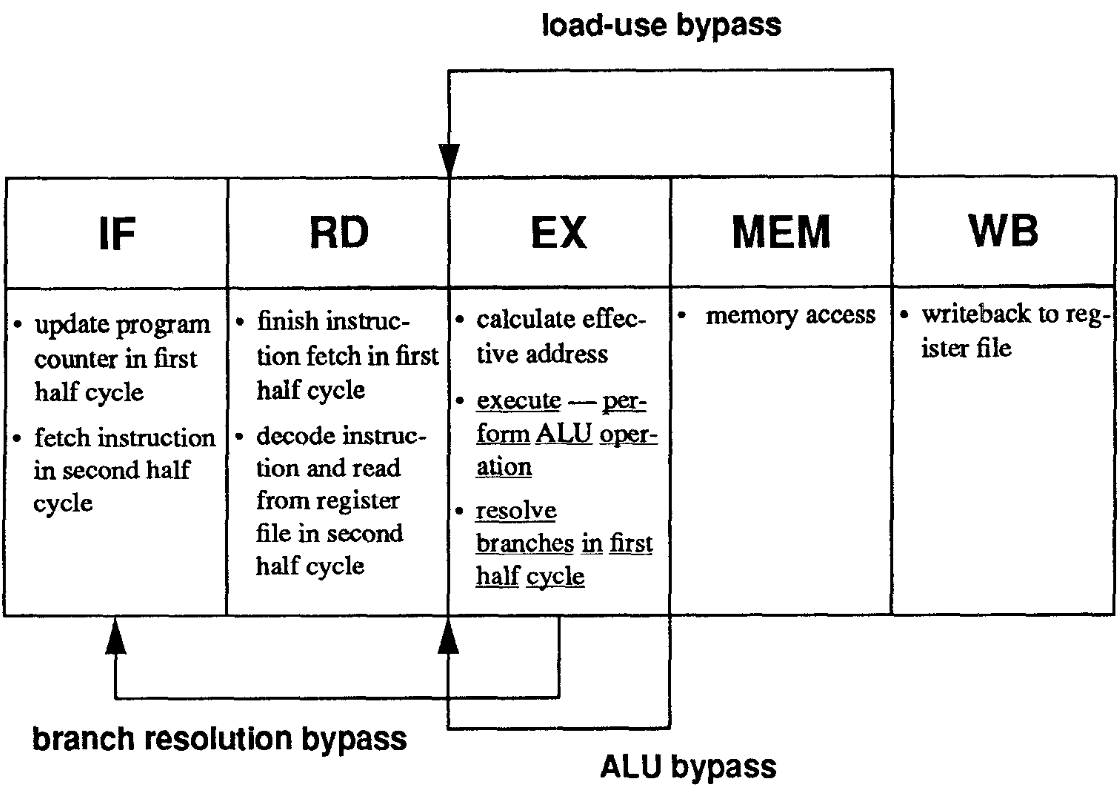 load-use bypass
IF
RD
EX
MEM
WB
• update program
counter in first
half cycle
• fetch instruction
in second half
cycle
• finish instruc-
tion fetch in first
half cycle
• decode instruc-
tion and read
from register
file in second
half cycle
• calculate effec-
tive address
• execute — per-
form ALU oper-
ation
• resolve
branches in first
half cycle
• memory access
• writeback to reg-
ister file
branch resolution bypass
ALU bypass